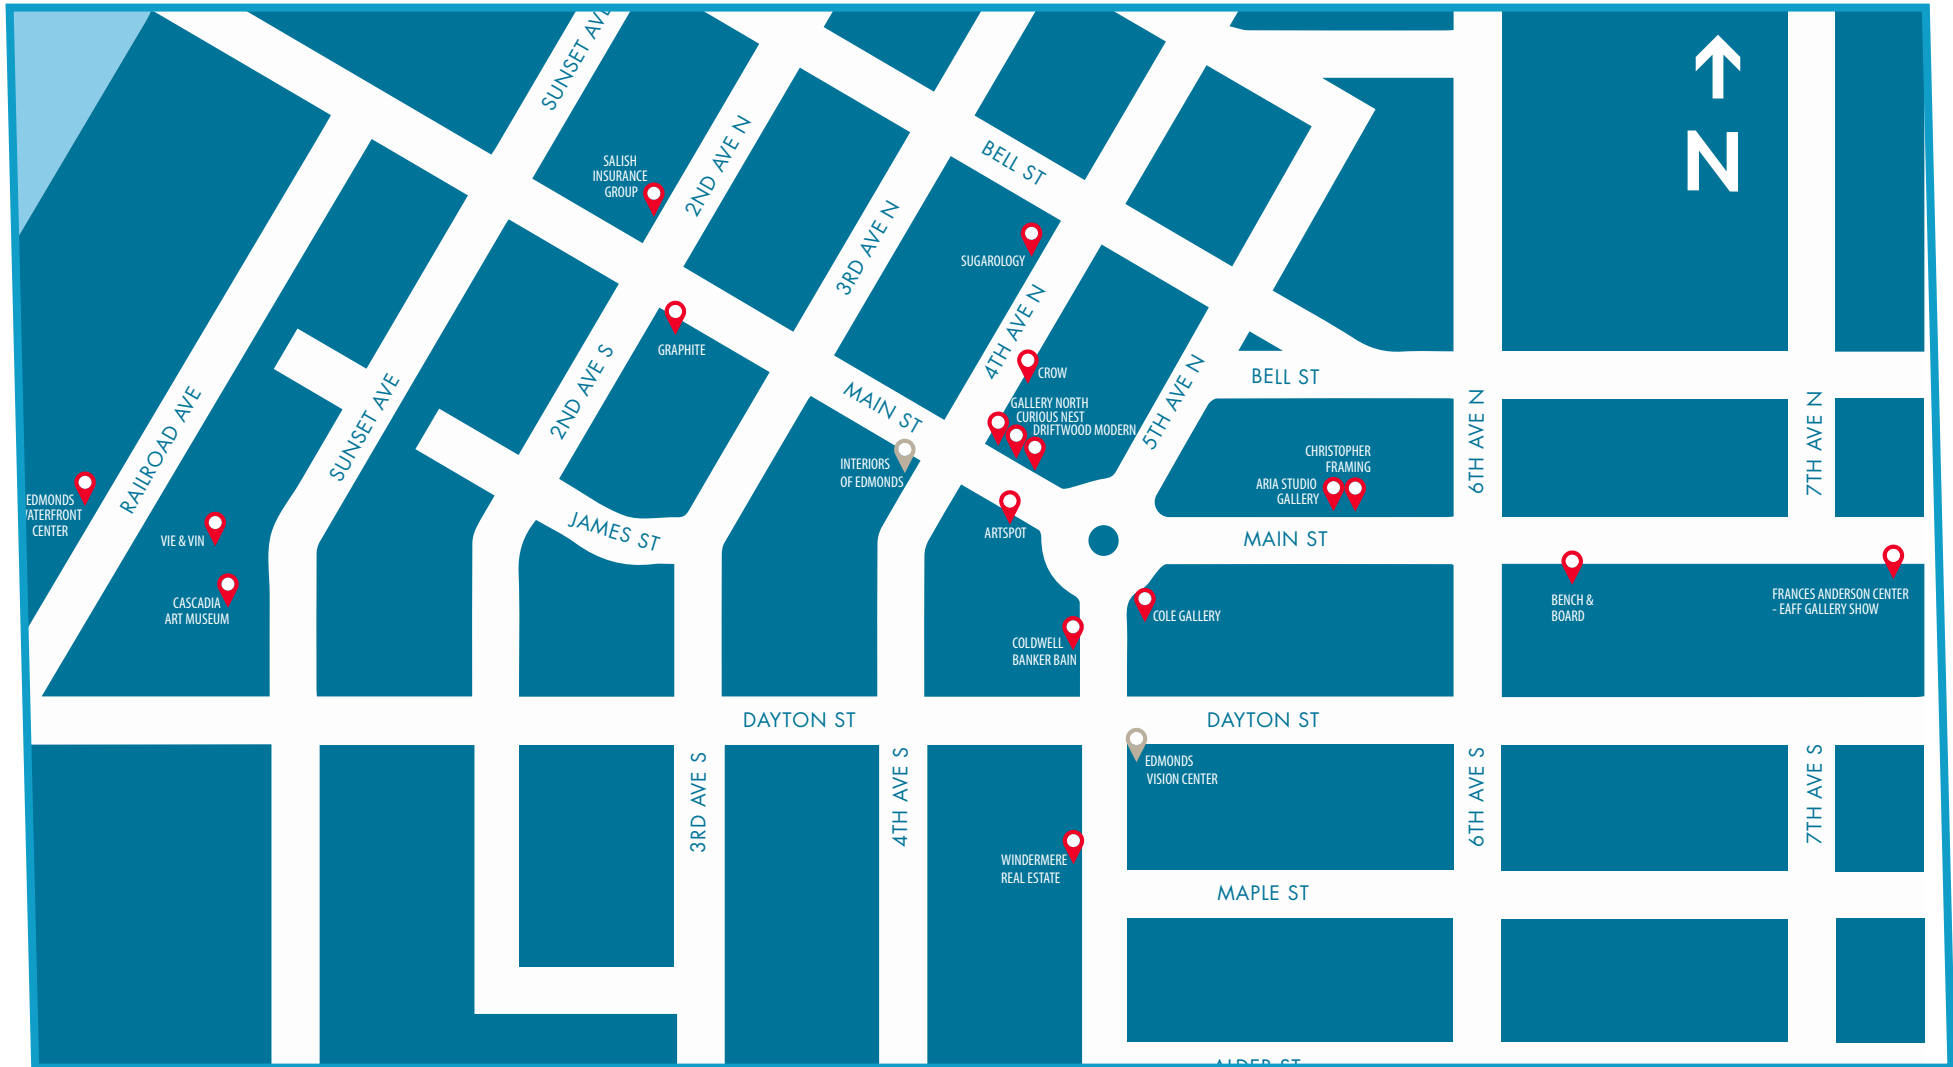 SUNSET AVE
N
2ND AVE N
BELL ST
SALISH
INSURANCE
GROUP
3RD AVE N
SUGAROLOGY
4TH AVE N
GRAPHITE
CROW
2ND AVE S
5TH AVE N
BELL ST
RAILROAD AVE
SUNSET AVE
MAIN ST
GALLERY NORTH
CURIOUS NEST
DRIFTWOOD MODERN
6TH AVE N
7TH AVE N
CHRISTOPHER
FRAMING
INTERIORS
OF EDMONDS
ARIA STUDIO
GALLERY
EDMONDS
WATERFRONT
CENTER
VIE & VIN
JAMES ST
ARTSPOT
MAIN ST
CASCADIA
ART MUSEUM
COLE GALLERY
BENCH &
BOARD
FRANCES ANDERSON CENTER
- EAFF GALLERY SHOW
COLDWELL
BANKER BAIN
DAYTON ST
DAYTON ST
EDMONDS
VISION CENTER
3RD AVE S
4TH AVE S
6TH AVE S
7TH AVE S
WINDERMERE
REAL ESTATE
MAPLE ST
ALDER ST